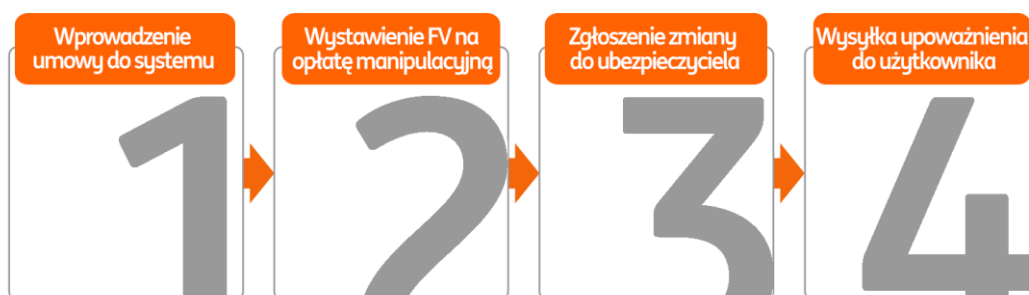 Wprowadzenie
umowy do systemu
Wystawienie FV na
opłatę manipulacyjną
Zgłoszenie zmiany
do ubezpieczyciela
Wysyłka upoważnienia
do użytkownika
1
2
3
4